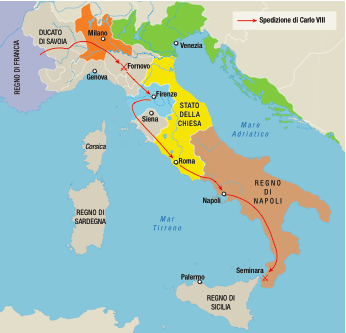 Spedizione di Carlo VIII
DUCATO
DI SAVOIA
Milano
Venezia
REGNO DI FRANCIA
Genova
Fornovo
Firenze
Siena
STATO
DELLA
CHIESA
Mare
Adriatico
Corsica
Roma
REGNO
DI
NAPOLI
Napoli
REGNO DI
SARDEGNA
Mar
Tirreno
Seminara
Palermo
REGNO DI
SICILIA